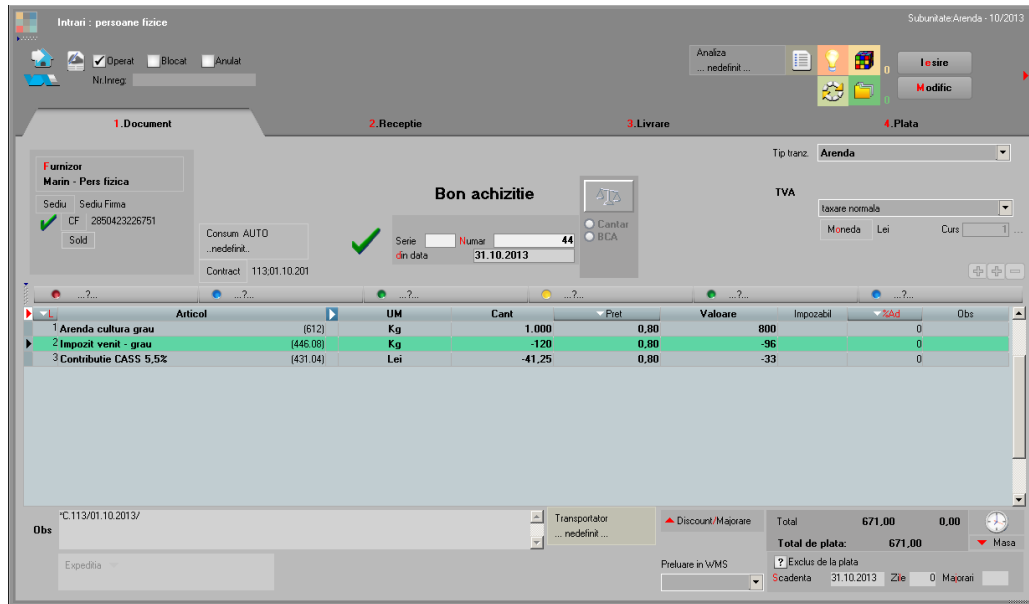 Intrari : persoane fizice
Subunitate:Arenda - 10/2013
Operat Blocat Anulat
Nr.Inreg:
Analiza
... nedefinit ...
0
0
Iesire
Modific
1.Document 2.Receptie 3.Livrare 4.Plata
Furnizor
Marin - Pers fizica
Sediu Sediu Firma
CF 2850423226751
Sold
Consum AUTO
..nedefinit..
Contract 113;01.10.201
Bon achizitie
Serie Numar 44
din data 31.10.2013
Cantar
BCA
Tip tranz. Arenda
TVA
taxare normala
Moneda Lei Curs 1 ...
...?... ...?... ...?... ...?... ...?... ...?...
L Articol UM Cant Pret Valoare Impozabil %Ad Obs
1 Arenda cultura grau (612) Kg 1.000 0,80 800 0
2 Impozit venit - grau (446.08) Kg -120 0,80 -96 0
3 Contributie CASS 5,5% (431.04) Lei -41,25 0,80 -33 0
Obs
*C.113/01.10.2013/
Expeditia
Transportator
... nedefinit ...
Discount/Majorare
Preluare in WMS
Total 671,00 0,00
Total de plata: 671,00
Masa
? Exclus de la plata
Scadenta 31.10.2013 Zile 0 Majorari